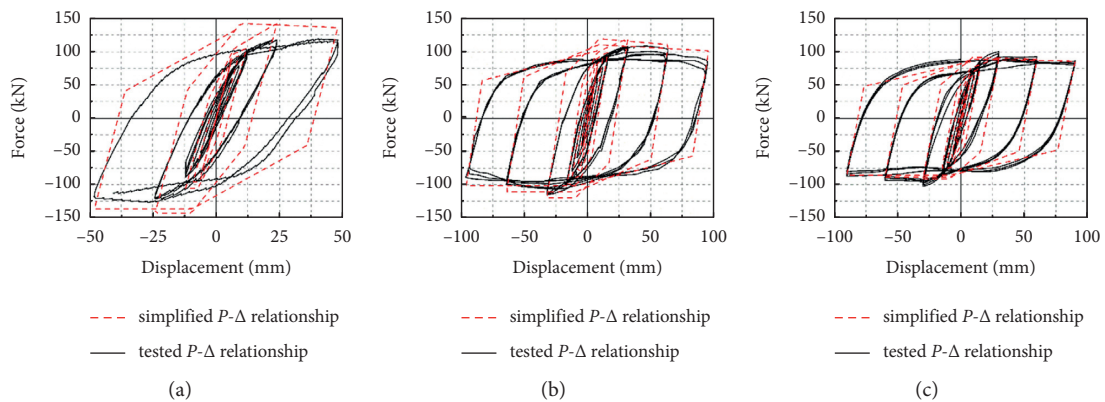 150
100
50
0
–50
–100
–150
Force (kN)
–50 –25 0 25 50
Displacement (mm)
simplified P-Δ relationship
tested P-Δ relationship
(a)
150
100
50
0
–50
–100
–150
Force (kN)
–100 –50 0 50 100
Displacement (mm)
simplified P-Δ relationship
tested P-Δ relationship
(b)
150
100
50
0
–50
–100
–150
Force (kN)
–100 –50 0 50 100
Displacement (mm)
simplified P-Δ relationship
tested P-Δ relationship
(c)